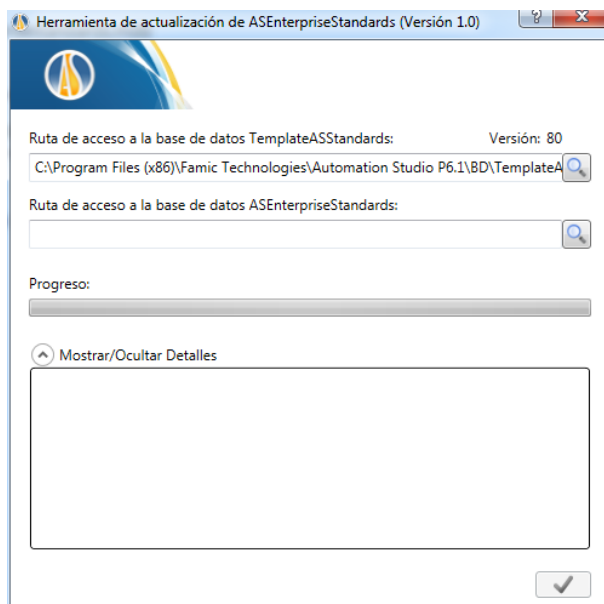 Herramienta de actualización de ASEnterpriseStandards (Versión 1.0)
Ruta de acceso a la base de datos TemplateASStandards: Versión: 80
C:\Program Files (x86)\Famic Technologies\Automation Studio P6.1\BD\TemplateA
Ruta de acceso a la base de datos ASEnterpriseStandards:
Progreso:
Mostrar/Ocultar Detalles